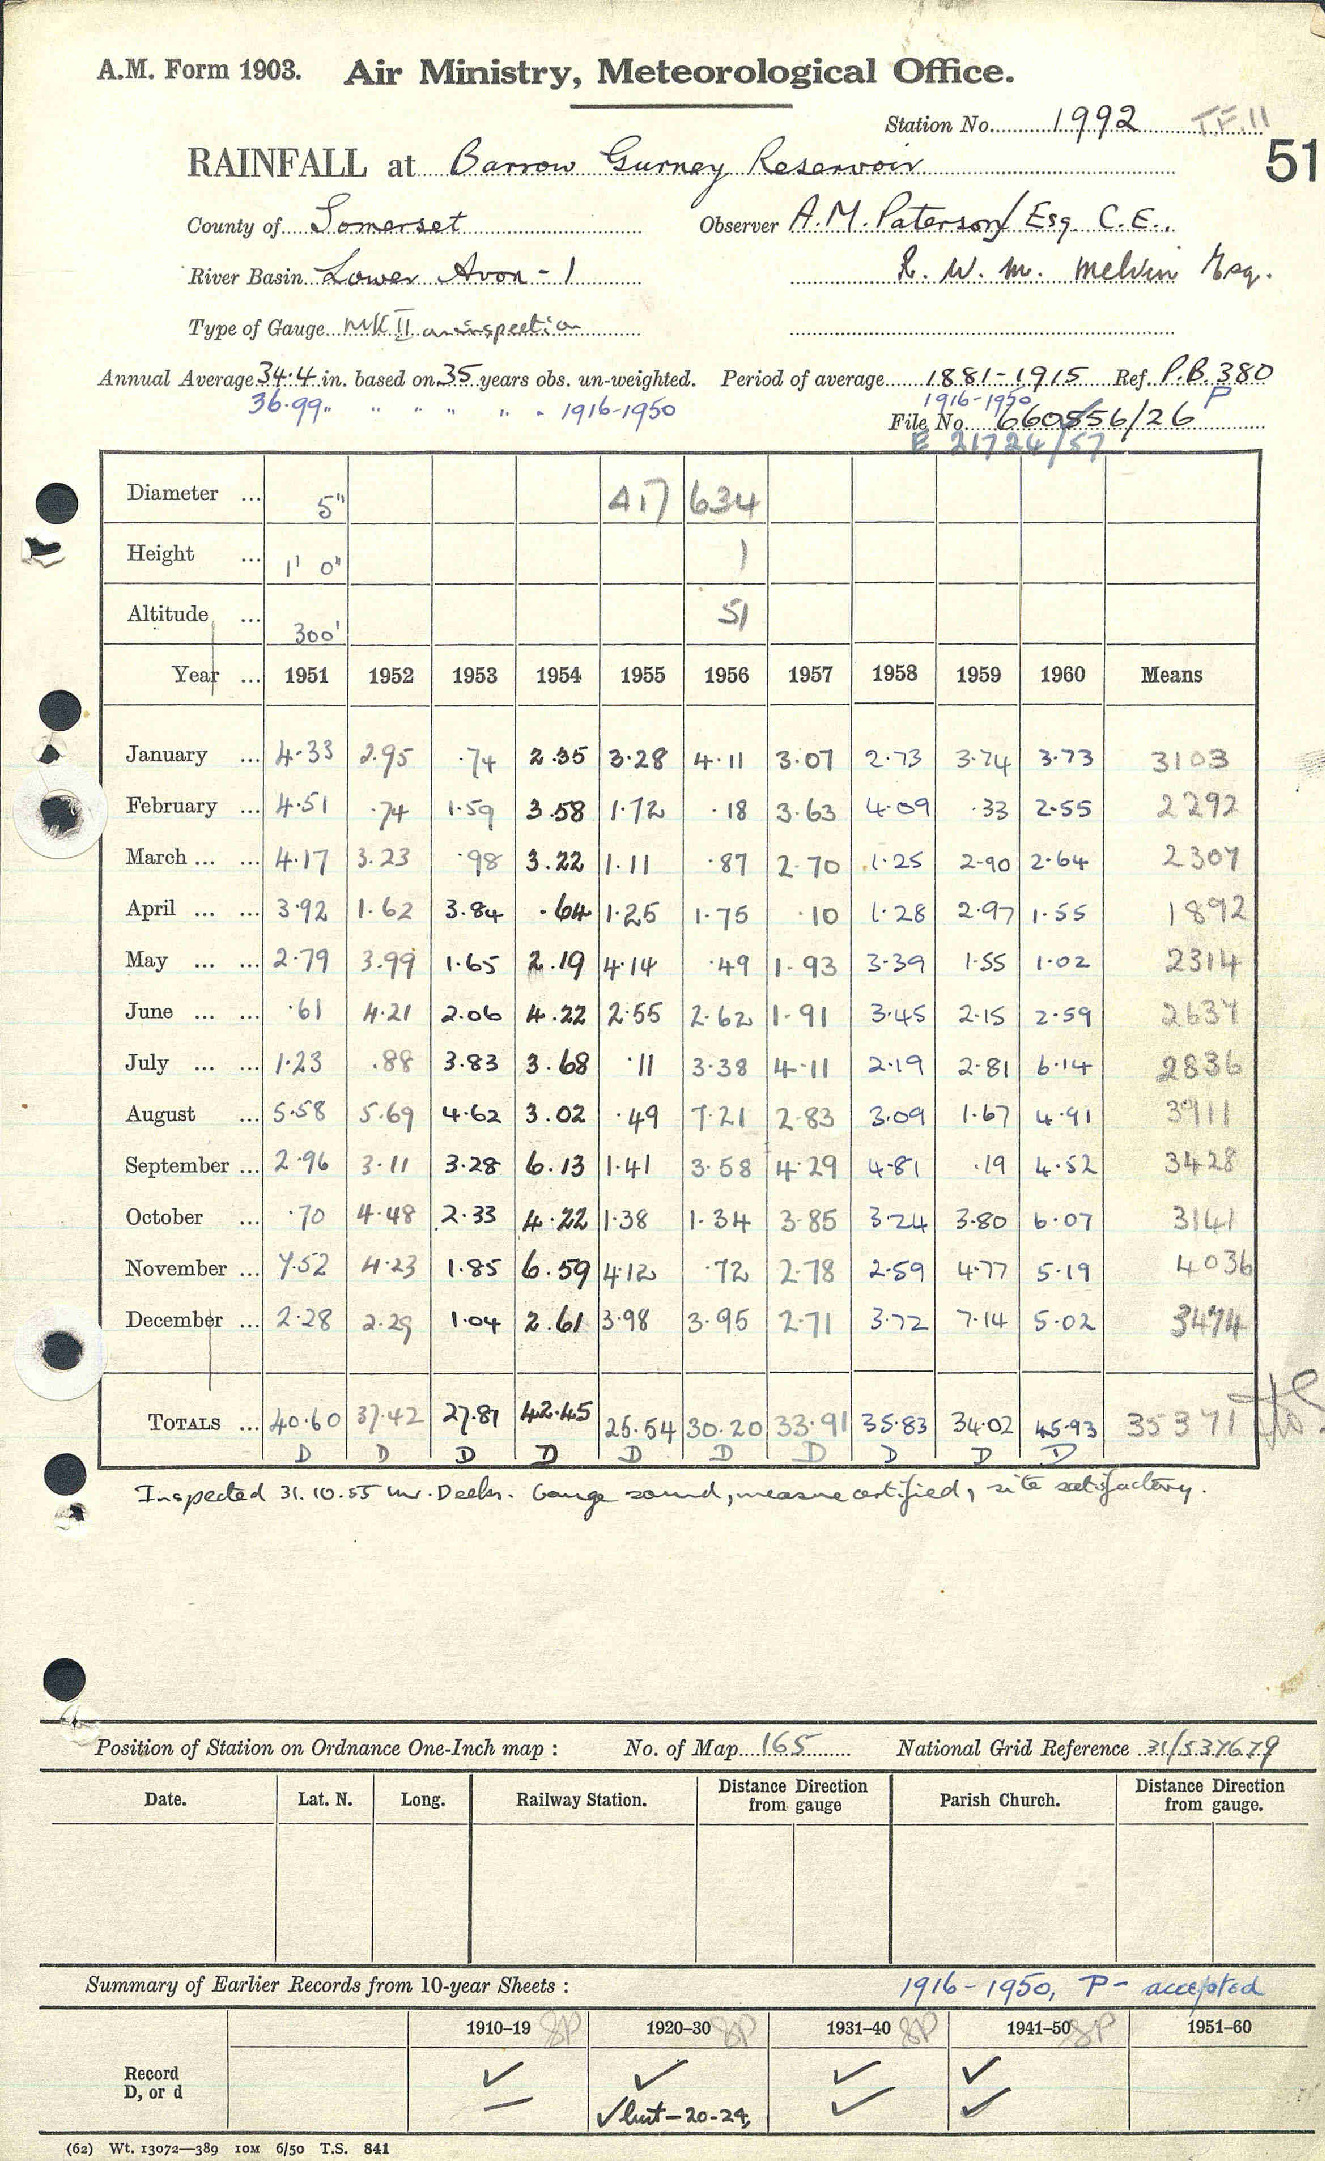 A.M. Form 1903. Air Ministry, Meteorological Office.
Station No. 1992 T.F.11
51
RAINFALL at Barrow Gurney Reservoir
County of Somerset Observer A.M. Paterson/Esq. C.E.,
River Basin Lower Avon - 1 R. W. M. Melvin Esq.
Type of Gauge MK II on inspection
Annual Average 34.4 in. based on 35 years obs. un-weighted. Period of average 1881-1915 Ref. P.B. 380
36.99 " " " " " " 1916-1950 1916-1950 P
File No. 660556/26
E 21724/57
Diameter ... 5" 417 634
Height ... 1' 0" 1
Altitude ... 300' 51
Year ... 1951 1952 1953 1954 1955 1956 1957 1958 1959 1960 Means
January ... 4.33 2.95 .74 2.35 3.28 4.11 3.07 2.73 3.74 3.73 3103
February ... 4.51 .74 1.59 3.58 1.72 .18 3.63 4.09 .33 2.55 2292
March ... ... 4.17 3.23 .98 3.22 1.11 .87 2.70 1.25 2.90 2.64 2307
April ... ... 3.92 1.62 3.84 .64 1.25 1.75 .10 1.28 2.97 1.55 1892
May ... ... 2.79 3.99 1.65 2.19 4.14 .49 1.93 3.39 1.55 1.02 2314
June ... ... .61 4.21 2.06 4.22 2.55 2.62 1.91 3.45 2.15 2.59 2637
July ... ... 1.23 .88 3.83 3.68 .11 3.38 4.11 2.19 2.81 6.14 2836
August ... 5.58 5.69 4.62 3.02 .49 7.21 2.83 3.09 1.67 4.91 3911
September ... 2.96 3.11 3.28 6.13 1.41 3.58 4.29 4.81 .19 4.52 3428
October ... .70 4.48 2.33 4.22 1.38 1.34 3.85 3.24 3.80 6.07 3141
November ... 7.52 4.23 1.85 6.59 4.12 .72 2.78 2.59 4.77 5.19 4036
December ... 2.28 2.29 1.04 2.61 3.98 3.95 2.71 3.72 7.14 5.02 3474
TOTALS ... 40.60 37.42 27.81 42.45 25.54 30.20 33.91 35.83 34.02 45.93 35371
D D D D D D D D D D
Inspected 31.10.55 Mr. Gauge sound, measure certified, site satisfactory.
Position of Station on Ordnance One-Inch map : No. of Map 165 National Grid Reference 31/537679
Date. Lat. N. Long. Railway Station. Distance Direction from gauge Parish Church. Distance Direction from gauge.
Summary of Earlier Records from 10-year Sheets : 1916-1950, P - accepted
1910-19 SP 1920-30 SP 1931-40 SP 1941-50 SP 1951-60
Record ✓ ✓ ✓ ✓
D, or d — ✓ but - 20-29, ✓ ✓
(62) Wt. 13072—389 10M 6/50 T.S. 841